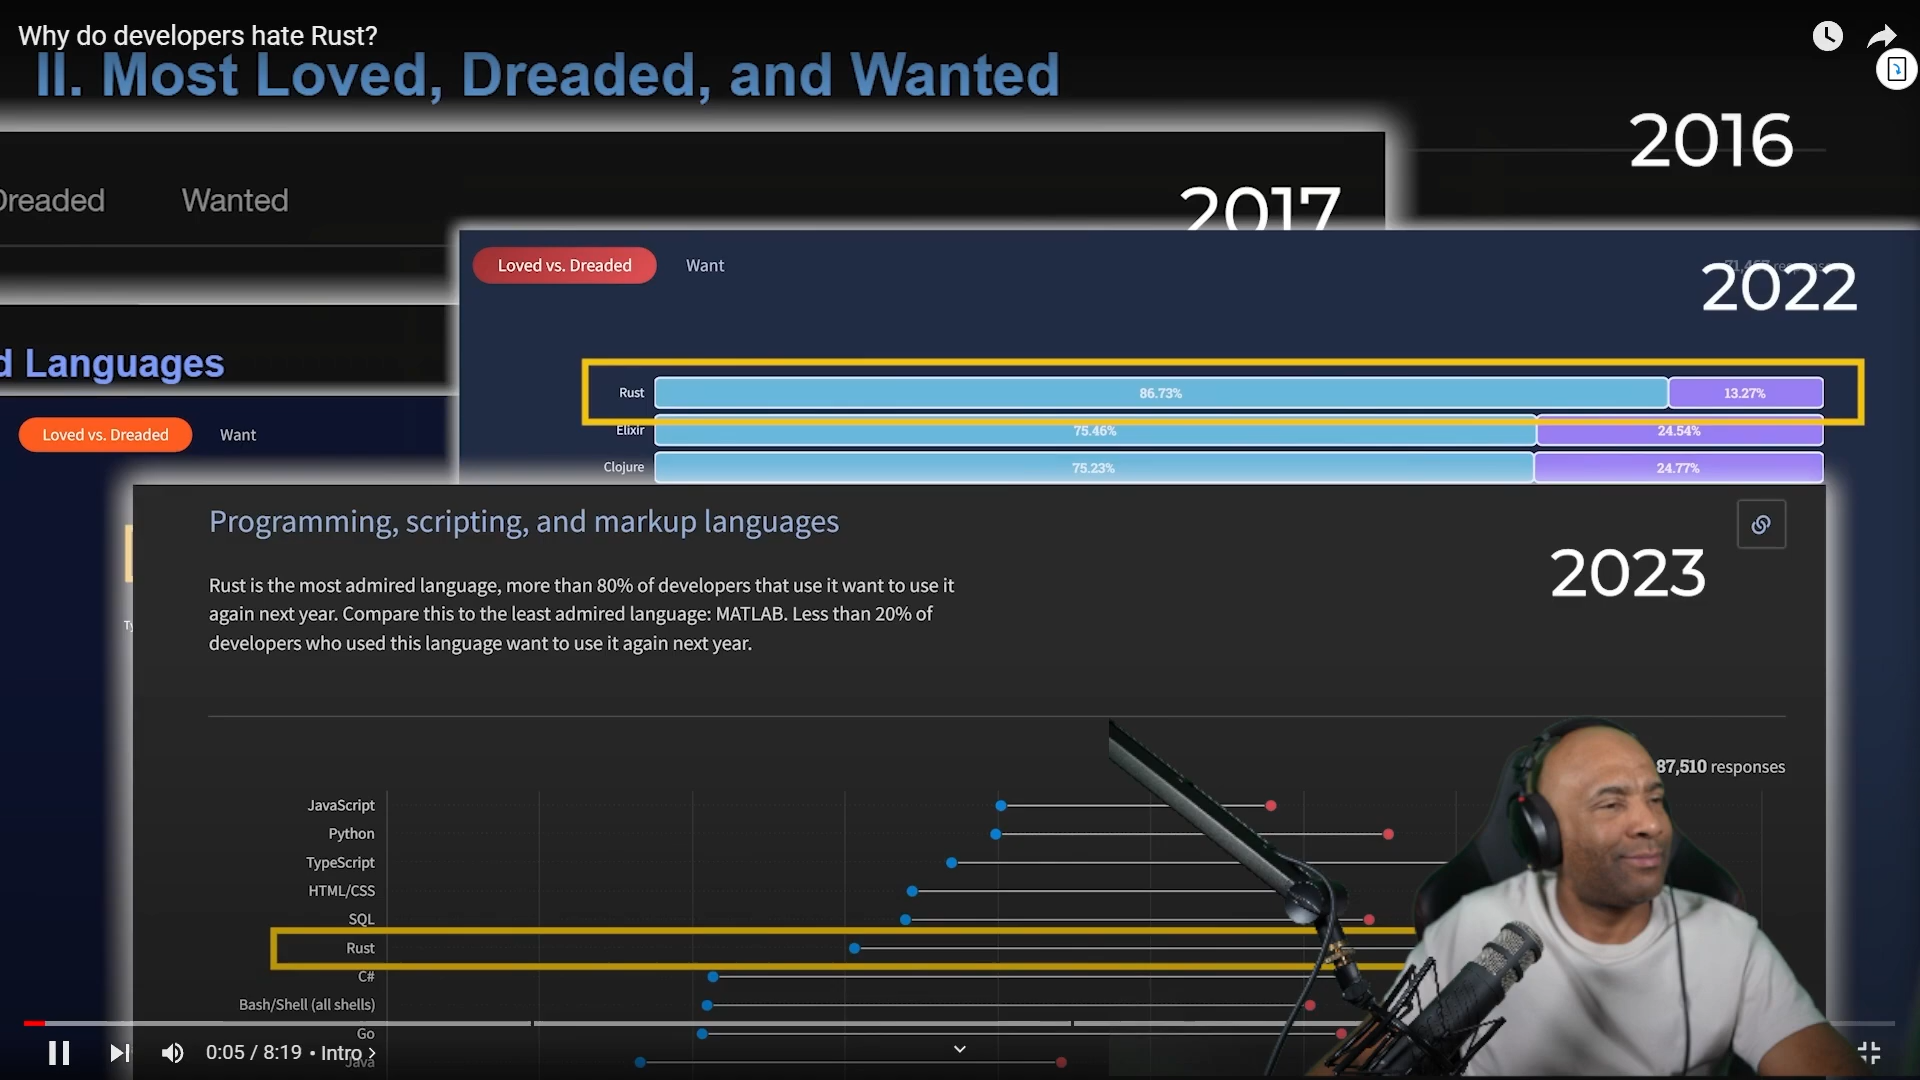 Why do developers hate Rust?
II. Most Loved, Dreaded, and Wanted
2016
Dreaded Wanted
2017
Loved vs. Dreaded Want
2022
d Languages
Rust 86.73% 13.27%
Elixir 75.46% 24.54%
Clojure 75.23% 24.77%
Loved vs. Dreaded Want
Programming, scripting, and markup languages
2023
Rust is the most admired language, more than 80% of developers that use it want to use it
again next year. Compare this to the least admired language: MATLAB. Less than 20% of
developers who used this language want to use it again next year.
87,510 responses
JavaScript
Python
TypeScript
HTML/CSS
SQL
Rust
C#
Bash/Shell (all shells)
Go
Java
0:05 / 8:19 • Intro